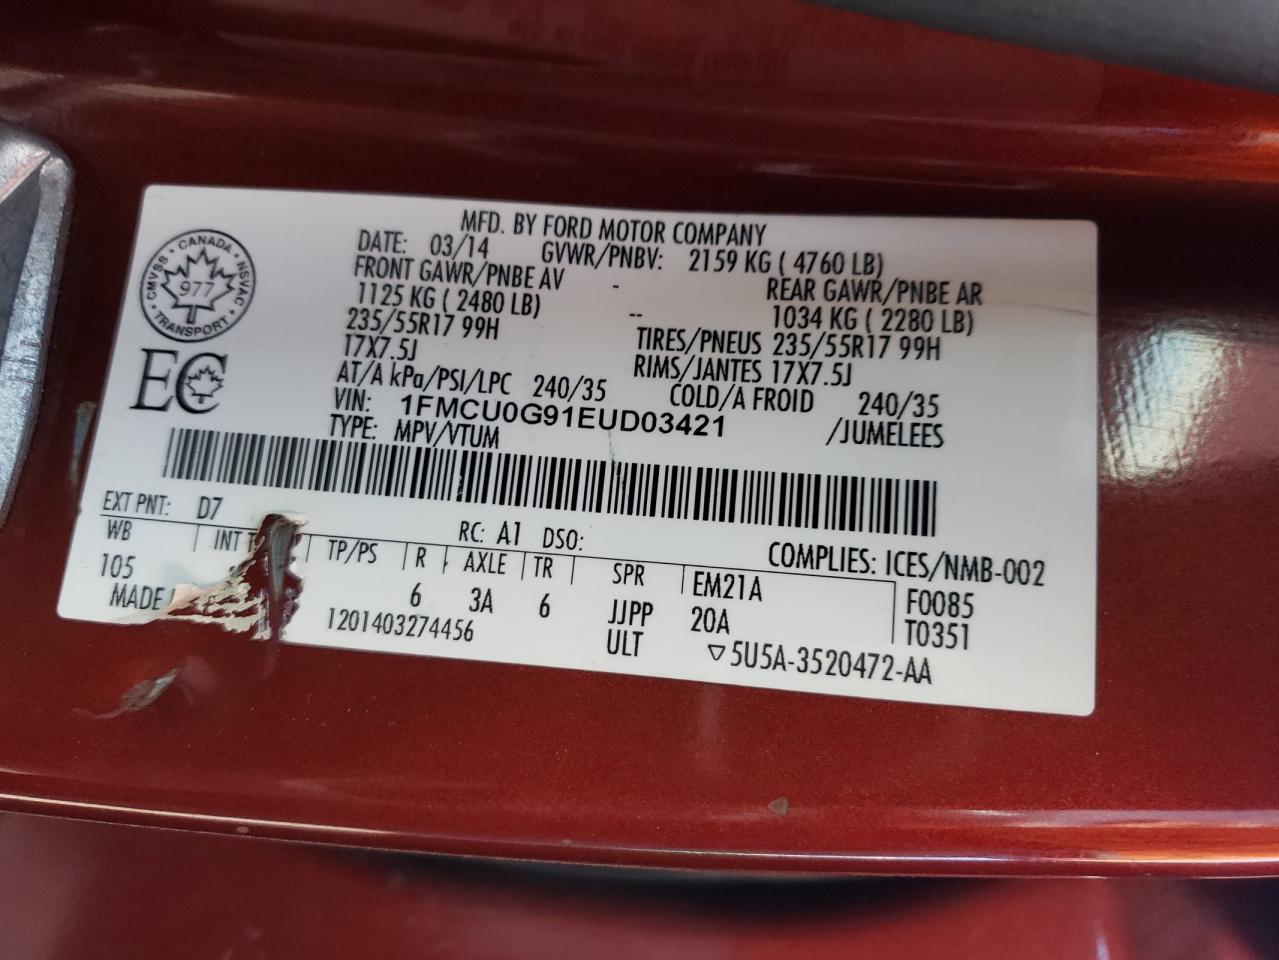 MFD. BY FORD MOTOR COMPANY
DATE: 03/14 GVWR/PNBV: 2159 KG ( 4760 LB)
FRONT GAWR/PNBE AV - REAR GAWR/PNBE AR
1125 KG ( 2480 LB) -- 1034 KG ( 2280 LB)
235/55R17 99H TIRES/PNEUS 235/55R17 99H
17X7.5J RIMS/JANTES 17X7.5J
AT/A kPa/PSI/LPC 240/35 COLD/A FROID 240/35
VIN: 1FMCU0G91EUD03421 /JUMELEES
TYPE: MPV/VTUM
CANADA
CMVSS NSVAC
977
TRANSPORT
EC
EXT PNT: D7 RC: A1 DSO: COMPLIES: ICES/NMB-002
WB INT TP/PS R AXLE TR SPR EM21A F0085
105 6 3A 6 JJPP 20A T0351
MADE 1201403274456 ULT ▽5U5A-3520472-AA